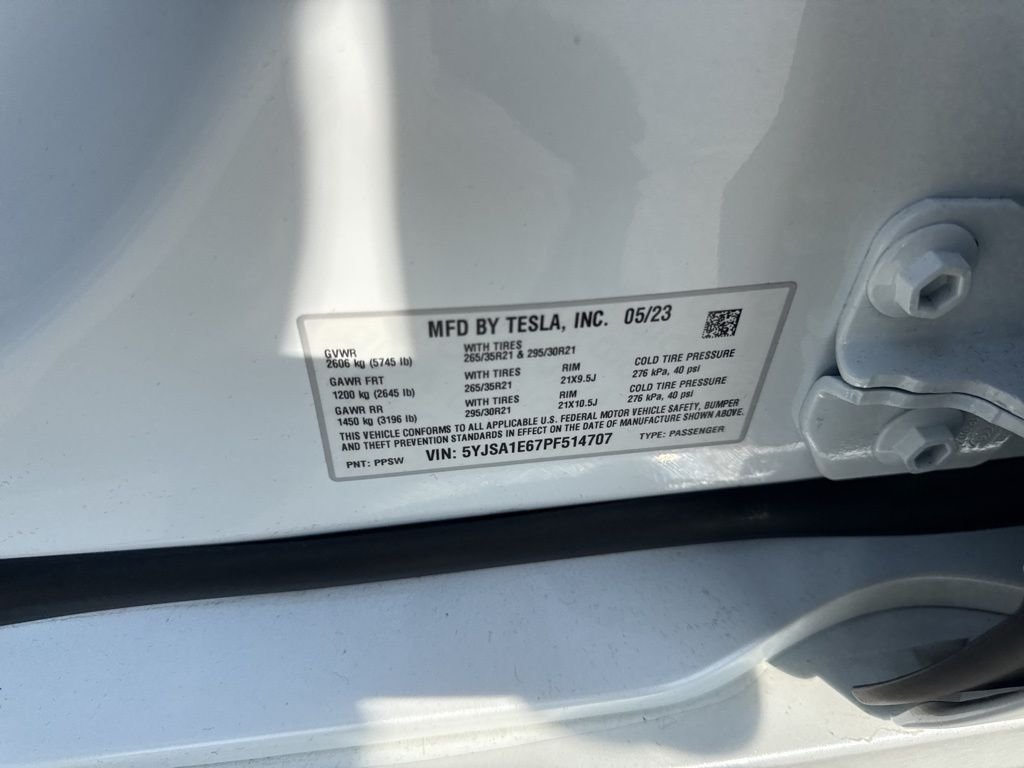 MFD BY TESLA, INC. 05/23
GVWR
2606 kg (5745 lb)
WITH TIRES
265/35R21 & 295/30R21
GAWR FRT
1200 kg (2645 lb)
WITH TIRES
265/35R21
RIM
21X9.5J
COLD TIRE PRESSURE
276 kPa, 40 psi
GAWR RR
1450 kg (3196 lb)
WITH TIRES
295/30R21
RIM
21X10.5J
COLD TIRE PRESSURE
276 kPa, 40 psi
THIS VEHICLE CONFORMS TO ALL APPLICABLE U.S. FEDERAL MOTOR VEHICLE SAFETY, BUMPER
AND THEFT PREVENTION STANDARDS IN EFFECT ON THE DATE OF MANUFACTURE SHOWN ABOVE.
PNT: PPSW VIN: 5YJSA1E67PF514707 TYPE: PASSENGER